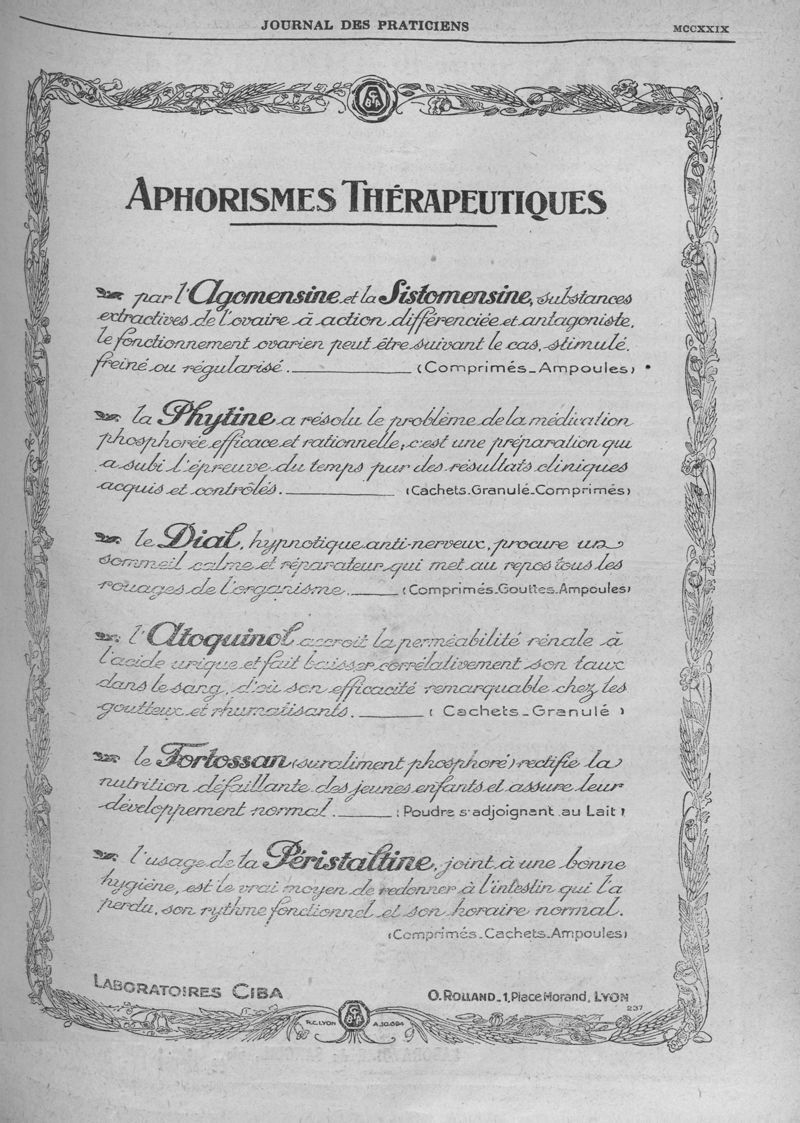 JOURNAL DES PRATICIENS
MCCXXIX
CIBA
APHORISMES THÉRAPEUTIQUES
par l'Agomensine et la Sistomensine, substances
extractives de l'ovaire à action différenciée et antagoniste,
le fonctionnement ovarien peut être suivant le cas, stimulé,
freiné ou régularisé. (Comprimés_Ampoules)
la Phytine a résolu le problème de la médication
phosphorée efficace et rationnelle; c'est une préparation qui
a subi l'épreuve du temps par des résultats cliniques
acquis et contrôlés. (Cachets_Granulé_Comprimés)
le Dial, hypnotique anti-nerveux, procure un
sommeil calme et réparateur qui met au repos tous les
rouages de l'organisme. (Comprimés_Gouttes_Ampoules)
l'Atoquinol accroit la perméabilité rénale à
l'acide urique et fait baisser corrélativement son taux
dans le sang, d'où son efficacité remarquable chez les
goutteux et rhumatisants. (Cachets_Granulé)
le Fortossan (suraliment phosphoré) rectifie la
nutrition défaillante des jeunes enfants et assure leur
développement normal. (Poudre s'adjoignant au Lait)
l'usage de la Péristaltine, joint à une bonne
hygiène, est le vrai moyen de redonner à l'intestin qui l'a
perdu, son rythme fonctionnel et son horaire normal.
(Comprimés_Cachets_Ampoules)
LABORATOIRES CIBA
O. ROLLAND_1, Place Morand, LYON
237
R.C. LYON CIBA A.10.694